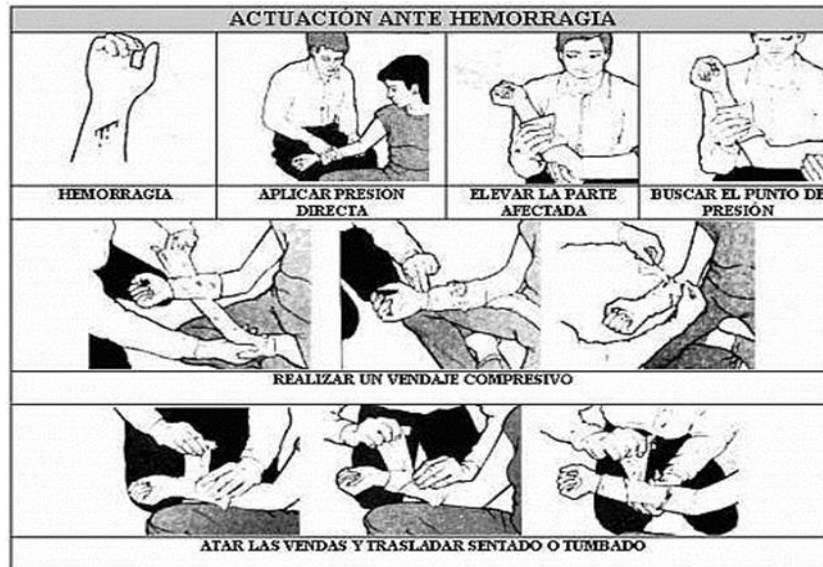 ACTUACIÓN ANTE HEMORRAGIA
HEMORRAGIA
APLICAR PRESION
DIRECTA
ELEVAR LA PARTE
AFECTADA
BUSCAR EL PUNTO DE
PRESIÓN
REALIZAR UN VENDAJE COMPRESIVO
ATAR LAS VENDAS Y TRASLADAR SENTADO O TUMBADO